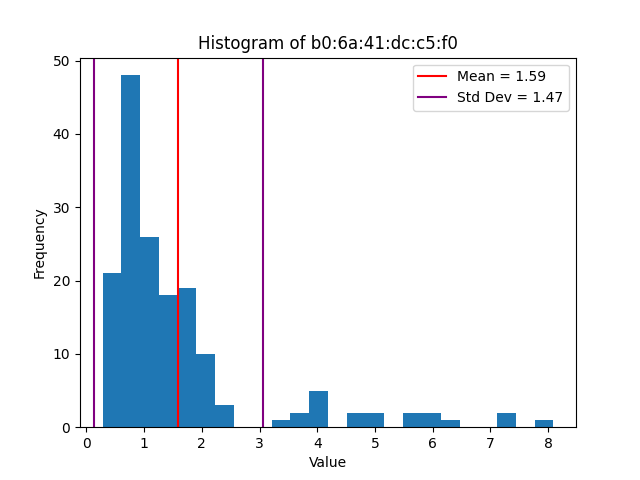 Histogram of b0:6a:41:dc:c5:f0
Mean = 1.59
Std Dev = 1.47
Frequency
50
40
30
20
10
0
0 1 2 3 4 5 6 7 8
Value